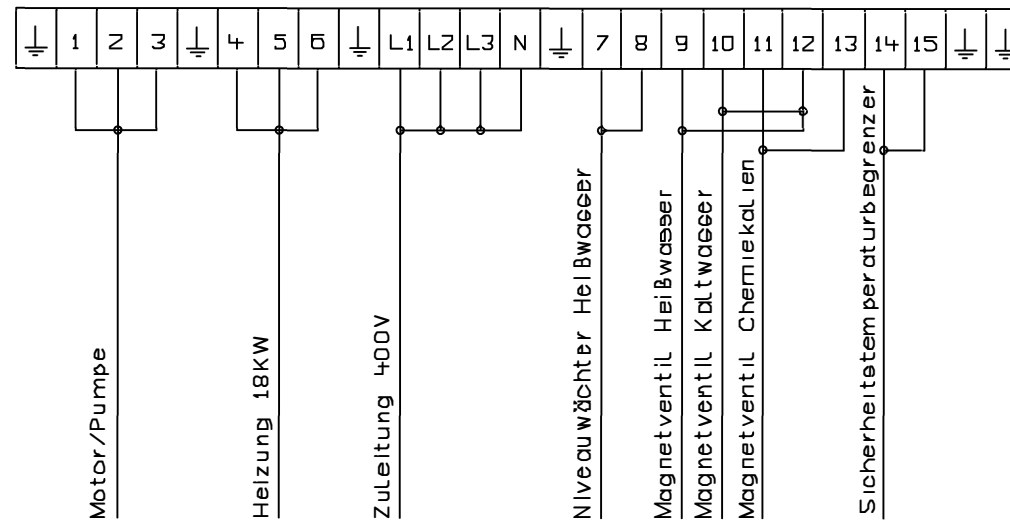 1 2 3 4 5 6 L1 L2 L3 N 7 8 9 10 11 12 13 14 15
Motor/Pumpe
Heizung 18KW
Zuleitung 400V
Niveauwächter Heißwasser
Magnetventil Heißwasser
Magnetventil Kaltwasser
Magnetventil Chemiekalien
Sicherheitstemperaturbegrenzer